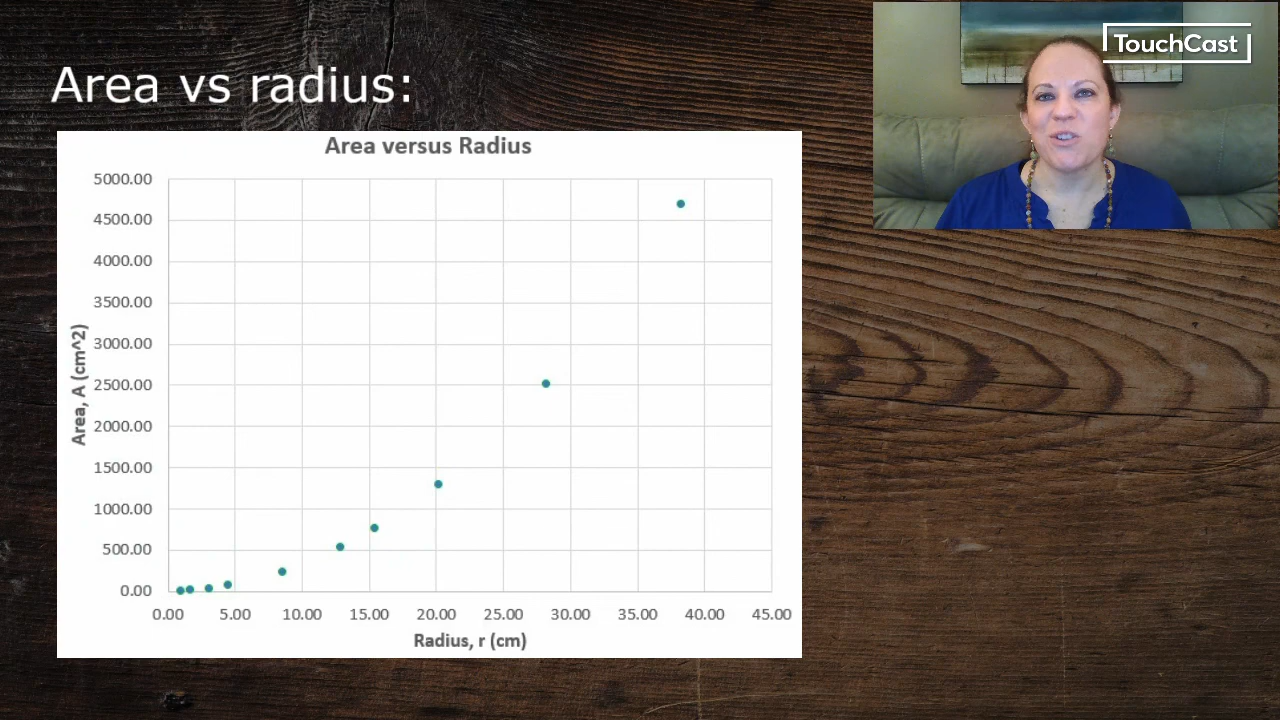 Area vs radius:
TouchCast
Area versus Radius
5000.00
4500.00
4000.00
3500.00
3000.00
2500.00
2000.00
1500.00
1000.00
500.00
0.00
Area, A (cm^2)
0.00 5.00 10.00 15.00 20.00 25.00 30.00 35.00 40.00 45.00
Radius, r (cm)